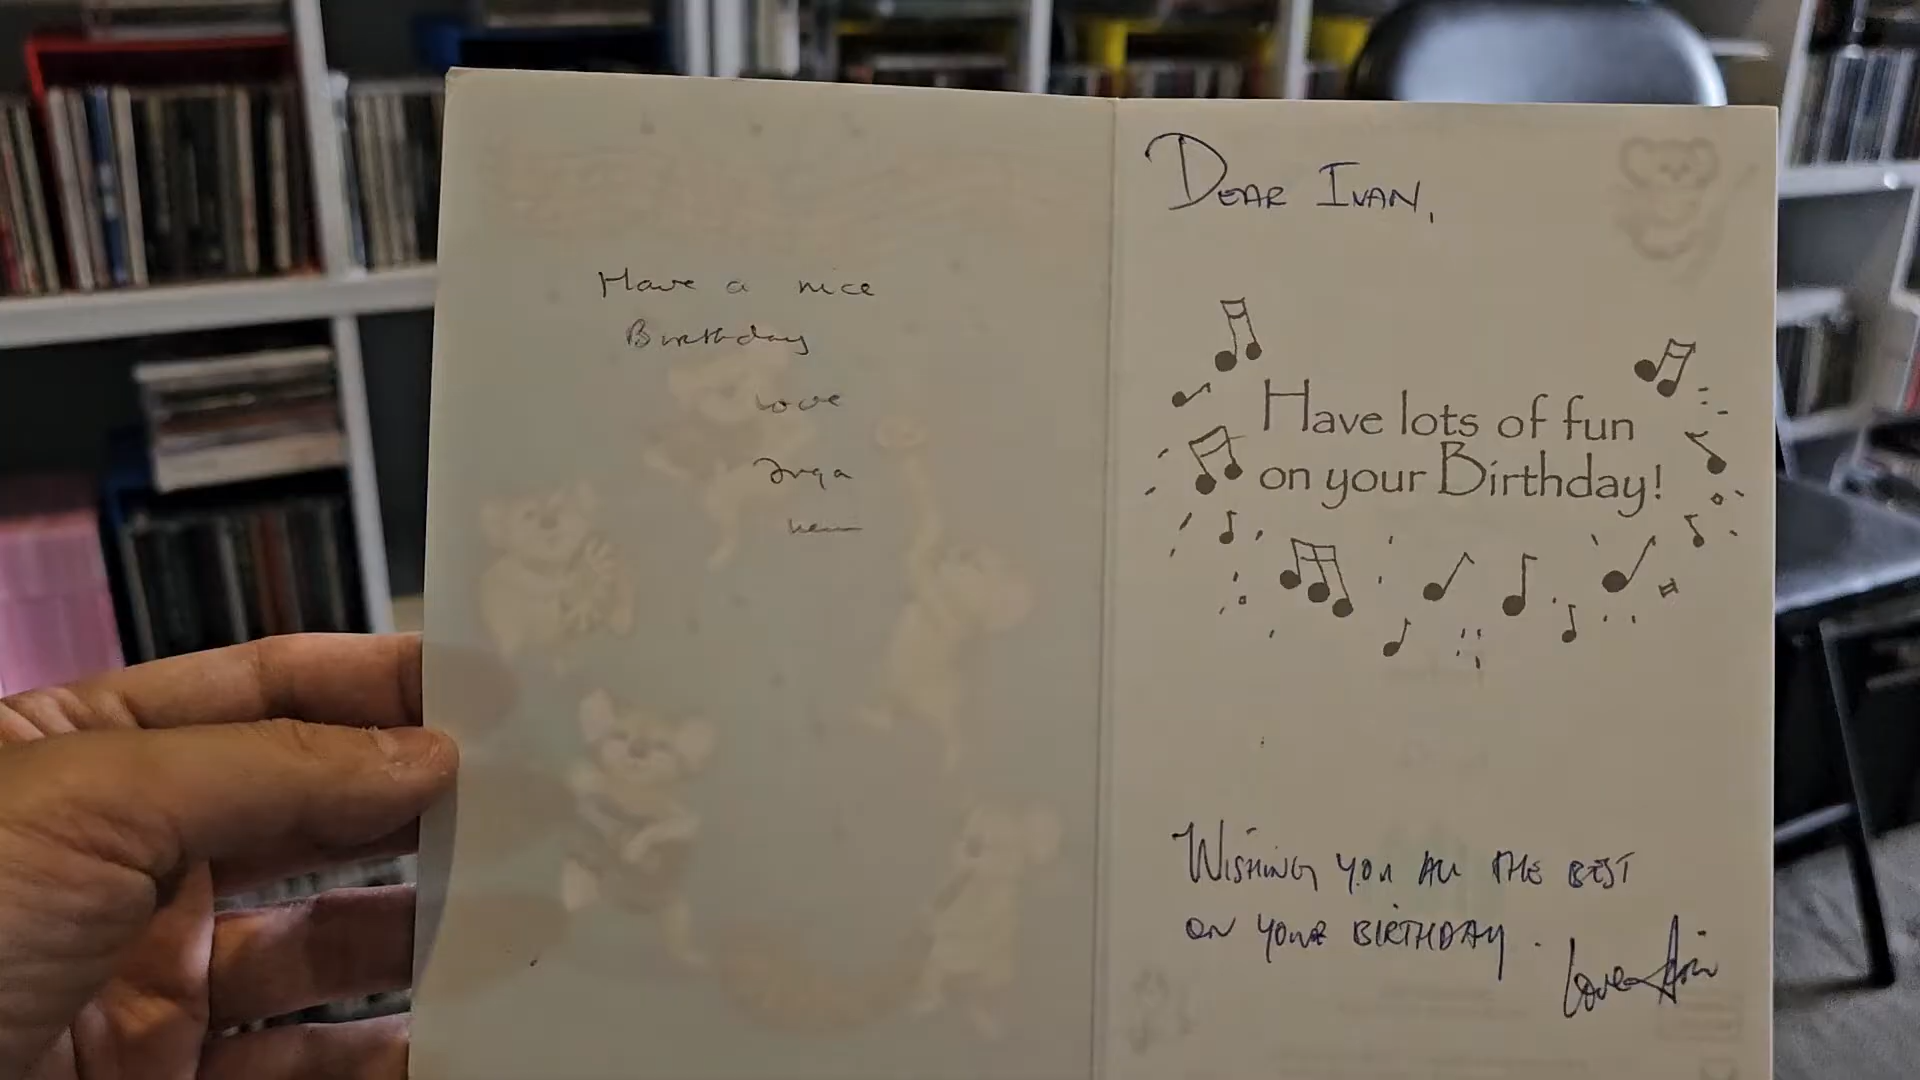 Have a nice
Birthday
Love
DEAR IVAN,
Have lots of fun
on your Birthday!
WISHING YOU ALL THE BEST
ON YOUR BIRTHDAY.
Love